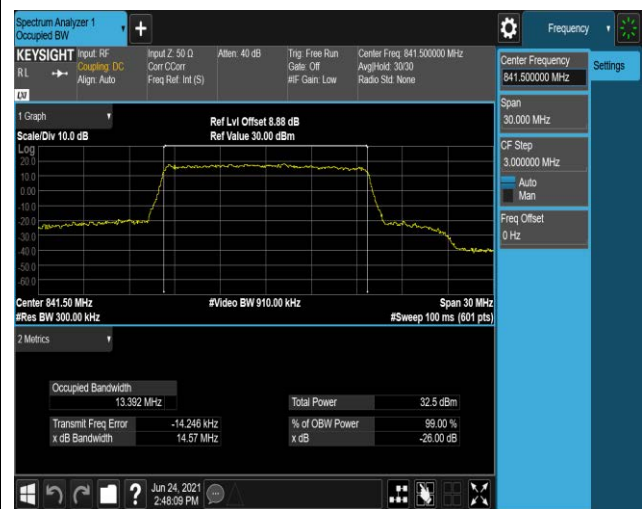 Spectrum Analyzer 1
Occupied BW
Frequency
KEYSIGHT
RL
LXI
Input: RF
Coupling: DC
Align: Auto
Input Z: 50 Ω
Corr CCorr
Freq Ref: Int (S)
Atten: 40 dB
Trig: Free Run
Gate: Off
#IF Gain: Low
Center Freq: 841.500000 MHz
Avg|Hold: 30/30
Radio Std: None
Center Frequency
841.500000 MHz
Settings
Span
30.000 MHz
CF Step
3.000000 MHz
Auto
Man
Freq Offset
0 Hz
1 Graph
Scale/Div 10.0 dB
Ref Lvl Offset 8.88 dB
Ref Value 30.00 dBm
Log
20.0
10.0
0.00
-10.0
-20.0
-30.0
-40.0
-50.0
-60.0
Center 841.50 MHz
#Video BW 910.00 kHz
Span 30 MHz
#Res BW 300.00 kHz
#Sweep 100 ms (601 pts)
2 Metrics
Occupied Bandwidth
13.392 MHz
Total Power 32.5 dBm
Transmit Freq Error -14.246 kHz
% of OBW Power 99.00 %
x dB Bandwidth 14.57 MHz
x dB -26.00 dB
?
Jun 24, 2021
2:48:09 PM